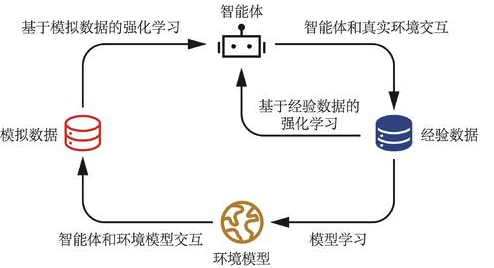 智能体
基于模拟数据的强化学习
智能体和真实环境交互
基于经验数据的
强化学习
模拟数据
经验数据
智能体和环境模型交互
模型学习
环境模型